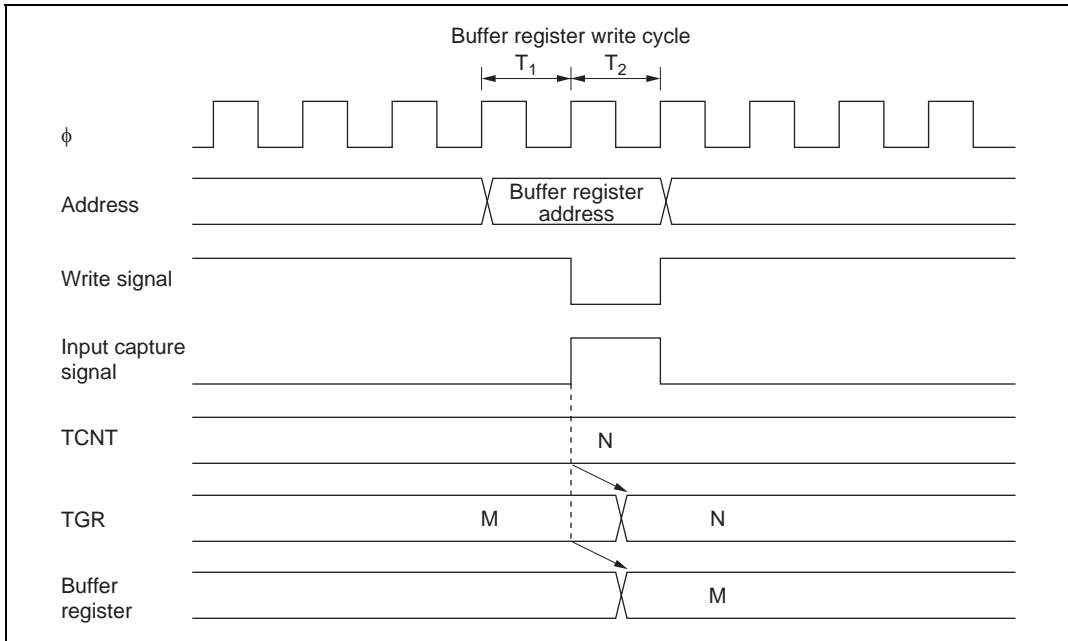 Buffer register write cycle
T₁ T₂
ϕ
Address
Buffer register
address
Write signal
Input capture
signal
TCNT
N
TGR
M N
Buffer
register
M